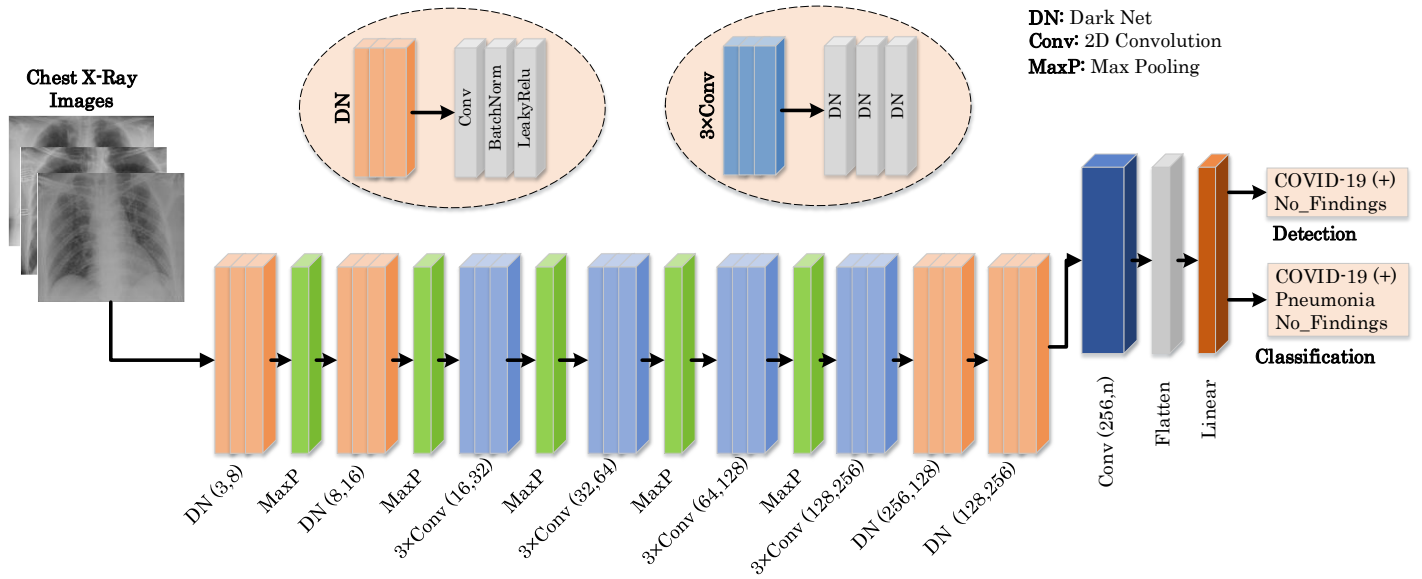 DN: Dark Net
Conv: 2D Convolution
MaxP: Max Pooling
Chest X-Ray
Images
DN
Conv
BatchNorm
LeakyRelu
3×Conv
DN
DN
DN
COVID-19 (+)
No_Findings
Detection
COVID-19 (+)
Pneumonia
No_Findings
Classification
DN (3,8)
MaxP
DN (8,16)
MaxP
3×Conv (16,32)
MaxP
3×Conv (32,64)
MaxP
3×Conv (64,128)
MaxP
3×Conv (128,256)
DN (256,128)
DN (128,256)
Conv (256,n)
Flatten
Linear